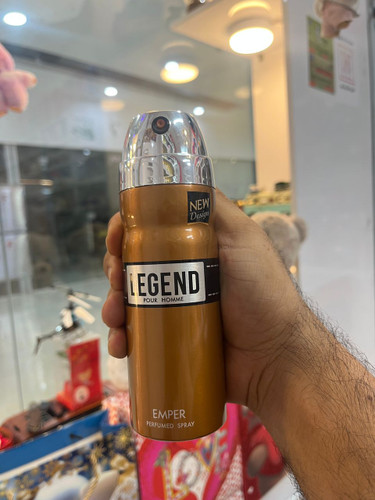 NEW
Design
LEGEND
POUR HOMME
EMPER
PERFUMED SPRAY